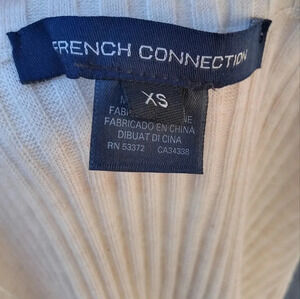 FRENCH CONNECTION
XS
FABRICADO EN CHINA
DIBUAT DI CINA
RN 53372 CA34338